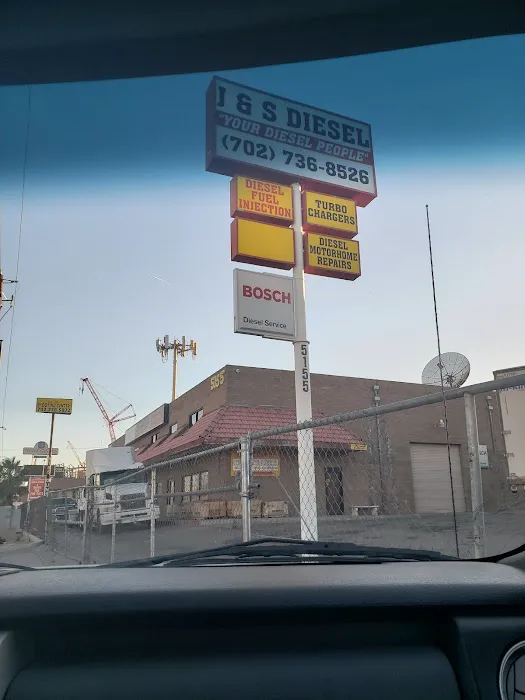 J & S DIESEL
"YOUR DIESEL PEOPLE"
(702) 736-8526
DIESEL
FUEL
INJECTION
TURBO
CHARGERS
DIESEL
MOTORHOME
REPAIRS
BOSCH
Diesel Service
5155
5155